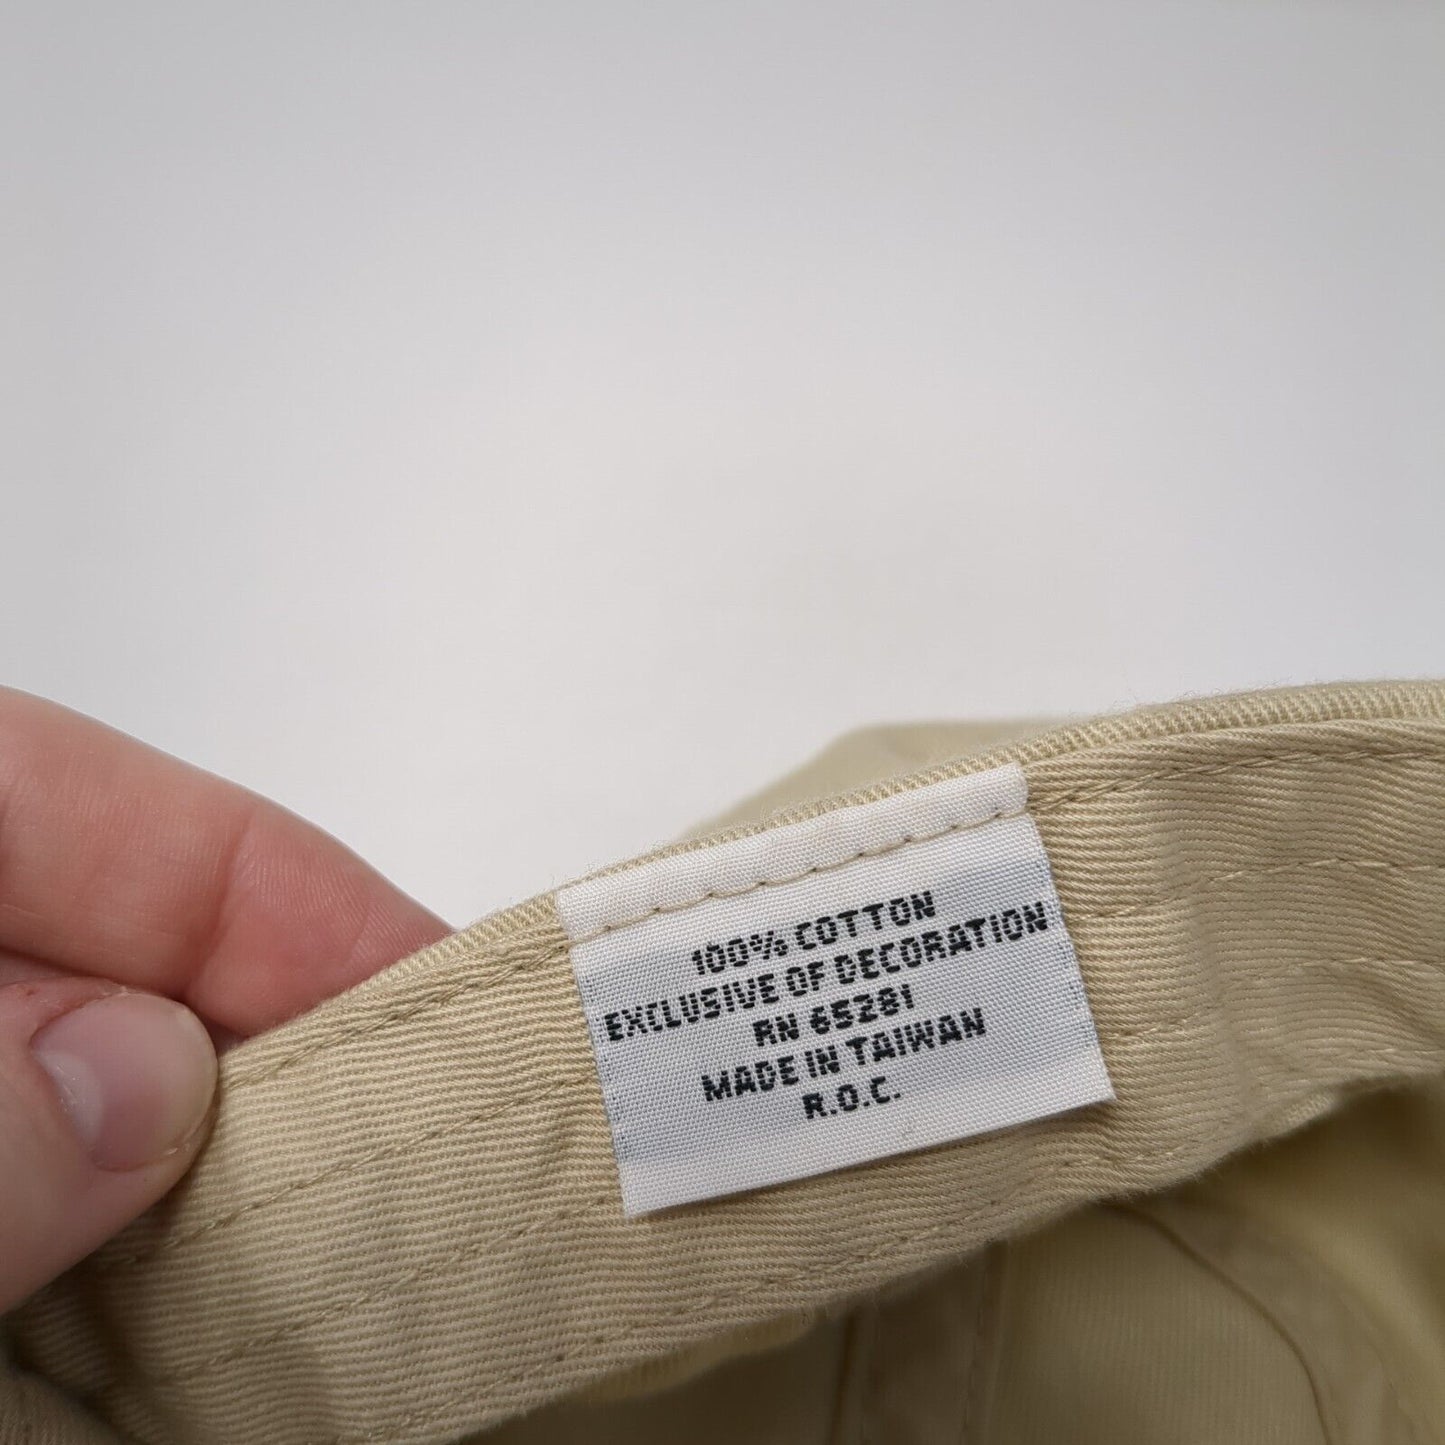 100% COTTON
EXCLUSIVE OF DECORATION
RN 65281
MADE IN TAIWAN
R.O.C.